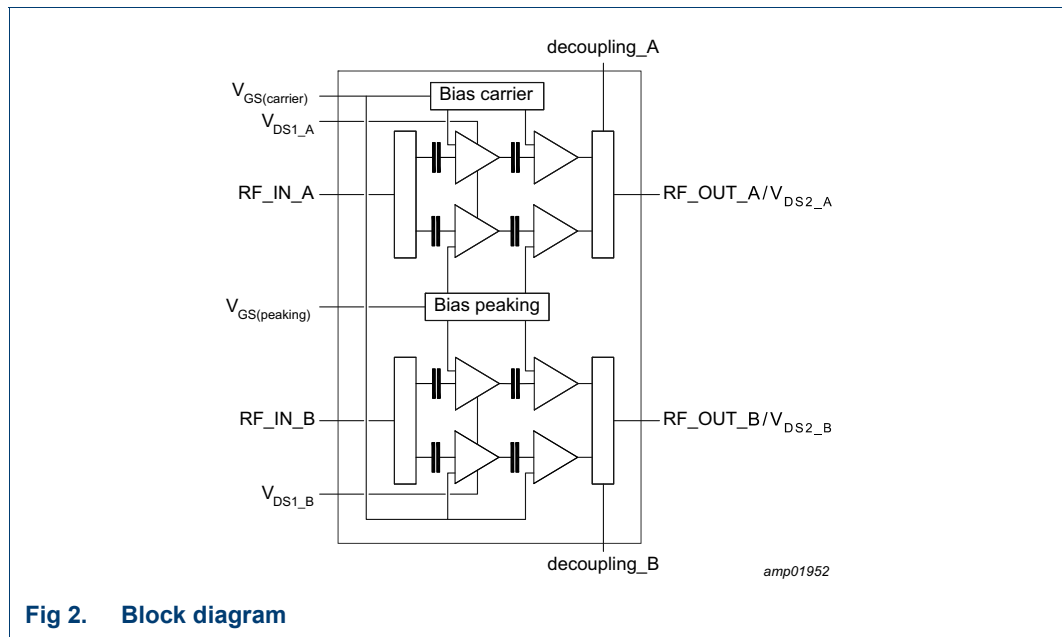 decoupling_A
VGS(carrier)
Bias carrier
VDS1_A
RF_IN_A
RF_OUT_A/VDS2_A
VGS(peaking)
Bias peaking
RF_IN_B
RF_OUT_B/VDS2_B
VDS1_B
decoupling_B
amp01952
Fig 2. Block diagram